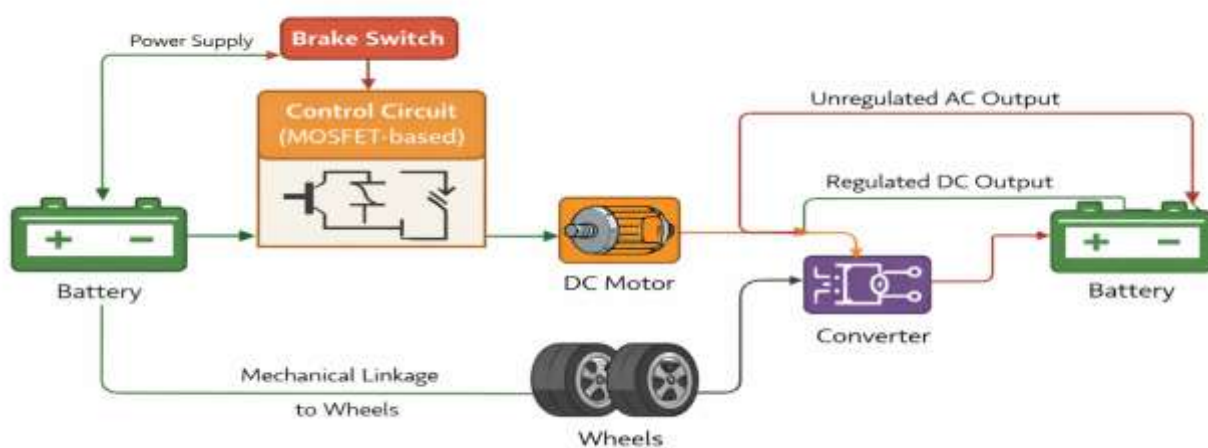 Power Supply
Brake Switch
Control Circuit
(MOSFET-based)
Unregulated AC Output
Regulated DC Output
+ −
Battery
DC Motor
+ −
Battery
Converter
Mechanical Linkage
to Wheels
Wheels